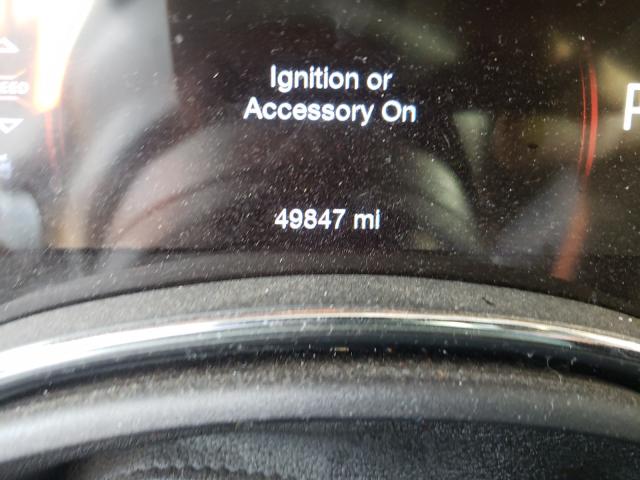 Ignition or
Accessory On
49847 mi